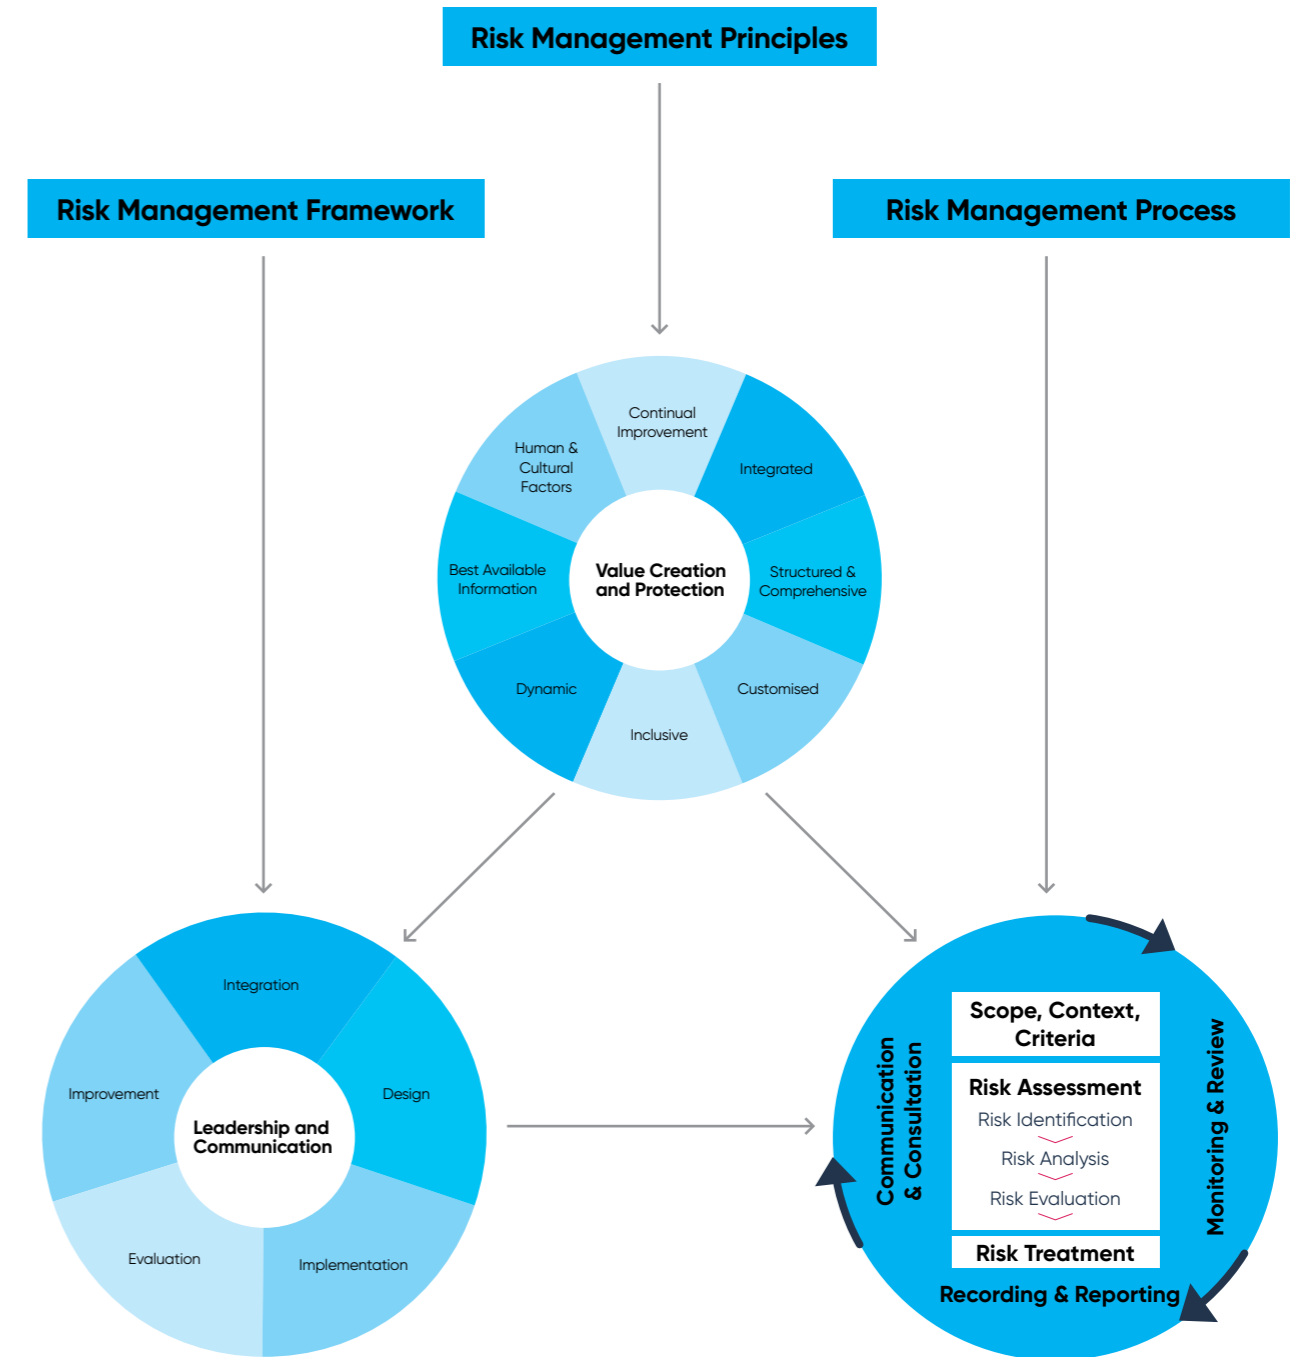 Risk Management Principles
Risk Management Framework
Risk Management Process
Continual
Improvement
Integrated
Structured &
Comprehensive
Customised
Inclusive
Dynamic
Best Available
Information
Human &
Cultural
Factors
Value Creation
and Protection
Integration
Design
Implementation
Evaluation
Improvement
Leadership and
Communication
Communication
& Consultation
Scope, Context,
Criteria
Risk Assessment
Risk Identification
Risk Analysis
Risk Evaluation
Risk Treatment
Monitoring & Review
Recording & Reporting